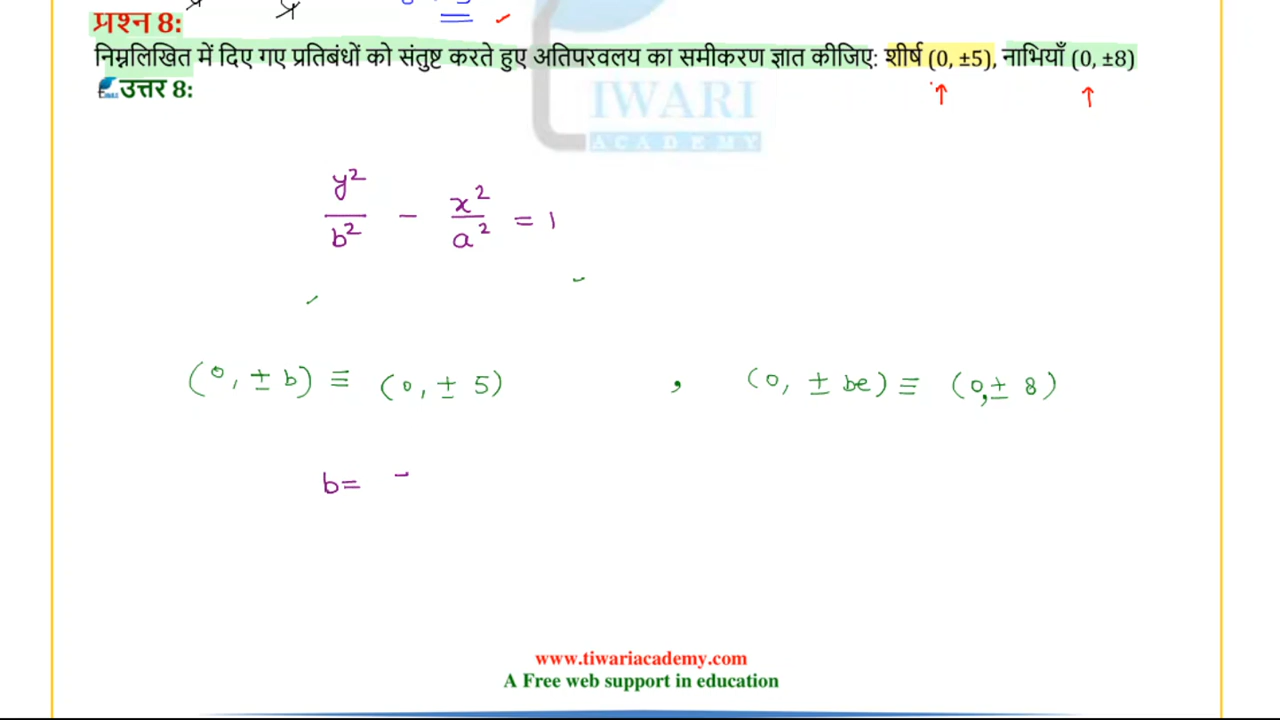 प्रश्न 8:
निम्नलिखित में दिए गए प्रतिबंधों को संतुष्ट करते हुए अतिपरवलय का समीकरण ज्ञात कीजिए: शीर्ष (0, ±5), नाभियाँ (0, ±8)
उत्तर 8:
IWARI
ACADEMY
y²/b² - x²/a² = 1
(0, ± b) ≡ (0, ± 5) , (0, ± be) ≡ (0, ± 8)
b=
www.tiwariacademy.com
A Free web support in education